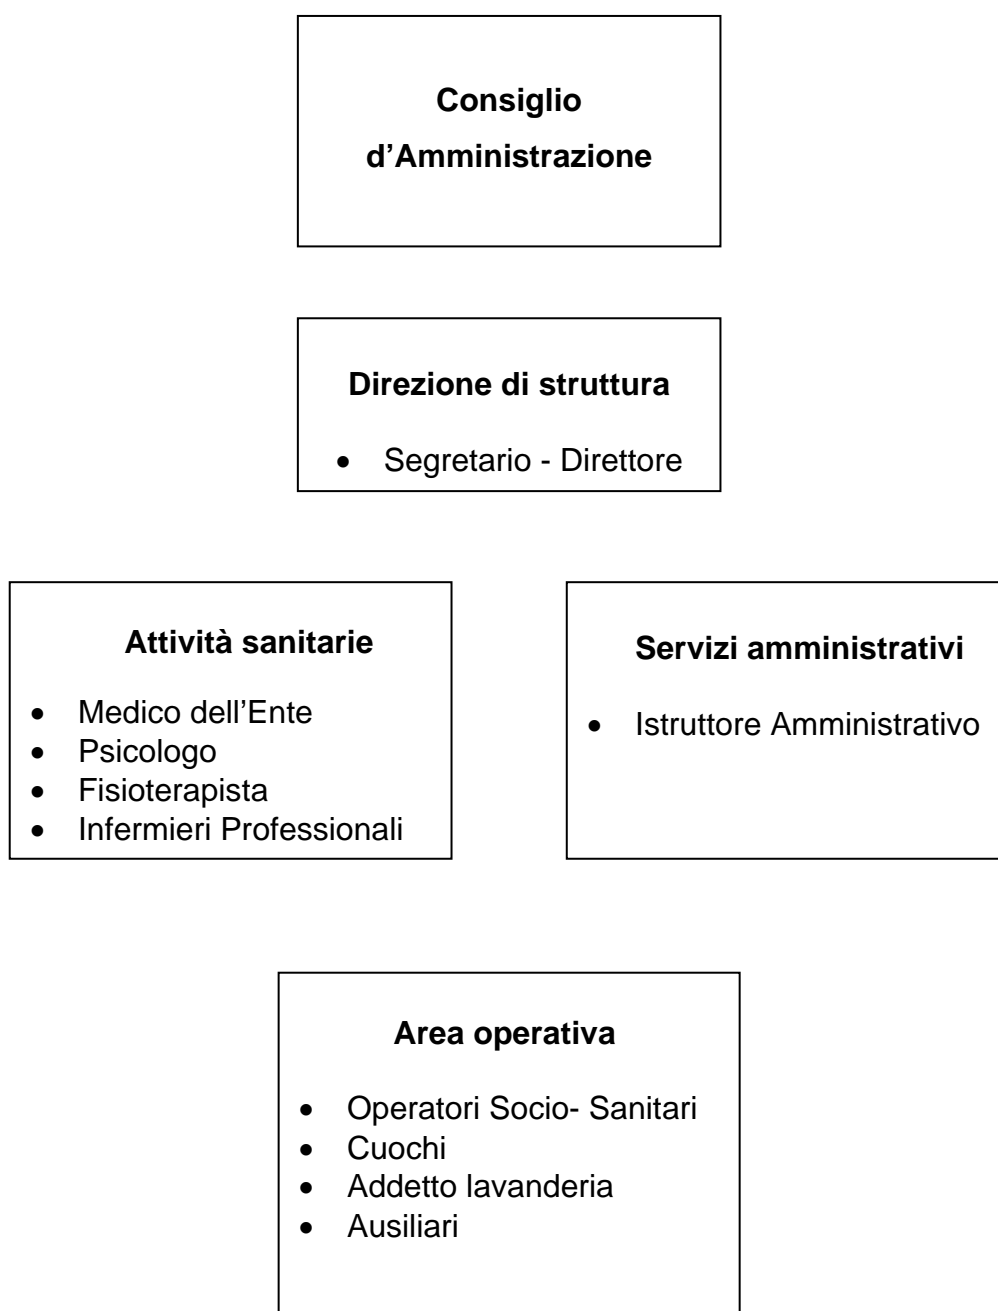 Consiglio
d’Amministrazione
Direzione di struttura
• Segretario - Direttore
Attività sanitarie
• Medico dell’Ente
• Psicologo
• Fisioterapista
• Infermieri Professionali
Servizi amministrativi
• Istruttore Amministrativo
Area operativa
• Operatori Socio- Sanitari
• Cuochi
• Addetto lavanderia
• Ausiliari